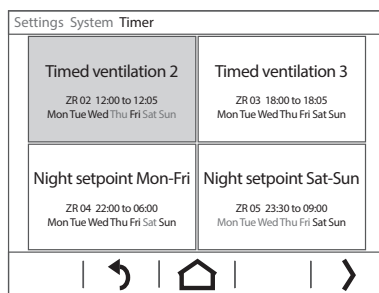 Settings System Timer
Timed ventilation 2
ZR 02 12:00 to 12:05
Mon Tue Wed Thu Fri Sat Sun
Timed ventilation 3
ZR 03 18:00 to 18:05
Mon Tue Wed Thu Fri Sat Sun
Night setpoint Mon-Fri
ZR 04 22:00 to 06:00
Mon Tue Wed Thu Fri Sat Sun
Night setpoint Sat-Sun
ZR 05 23:30 to 09:00
Mon Tue Wed Thu Fri Sat Sun